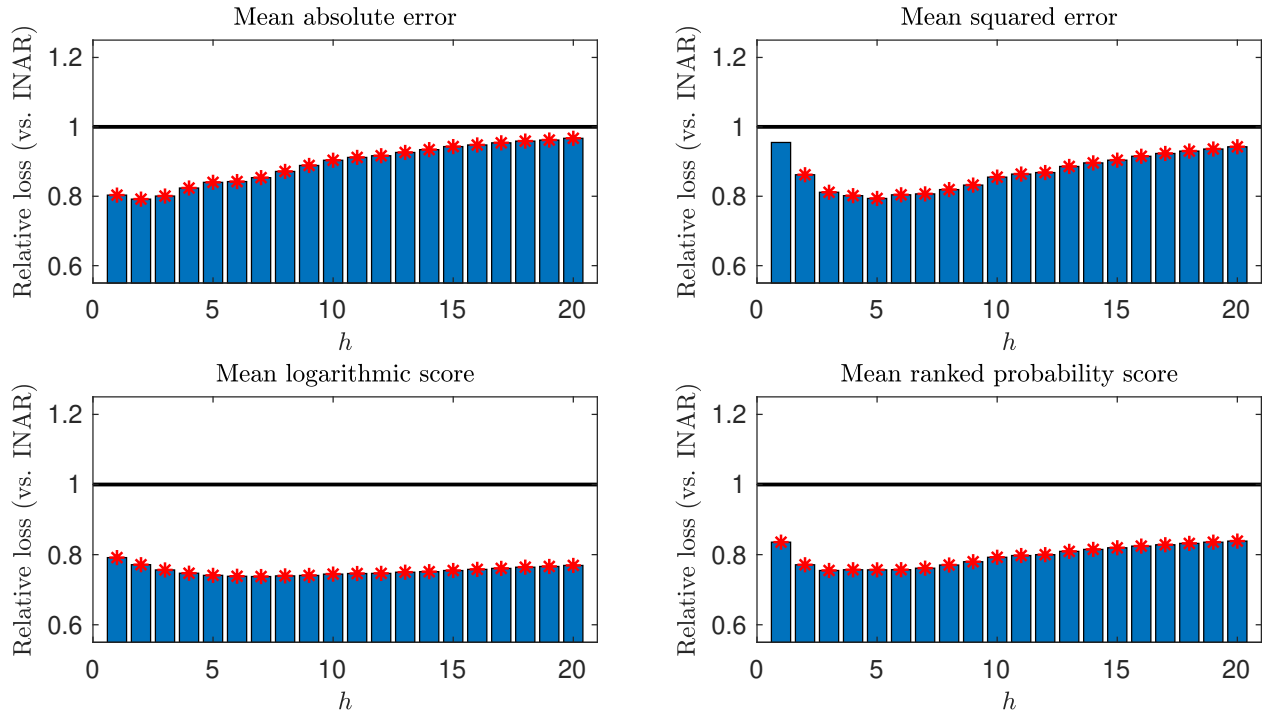 Mean absolute error
Relative loss (vs. INAR)
1.2
1
0.8
0.6
0 5 10 15 20
h
Mean squared error
Relative loss (vs. INAR)
1.2
1
0.8
0.6
0 5 10 15 20
h
Mean logarithmic score
Relative loss (vs. INAR)
1.2
1
0.8
0.6
0 5 10 15 20
h
Mean ranked probability score
Relative loss (vs. INAR)
1.2
1
0.8
0.6
0 5 10 15 20
h